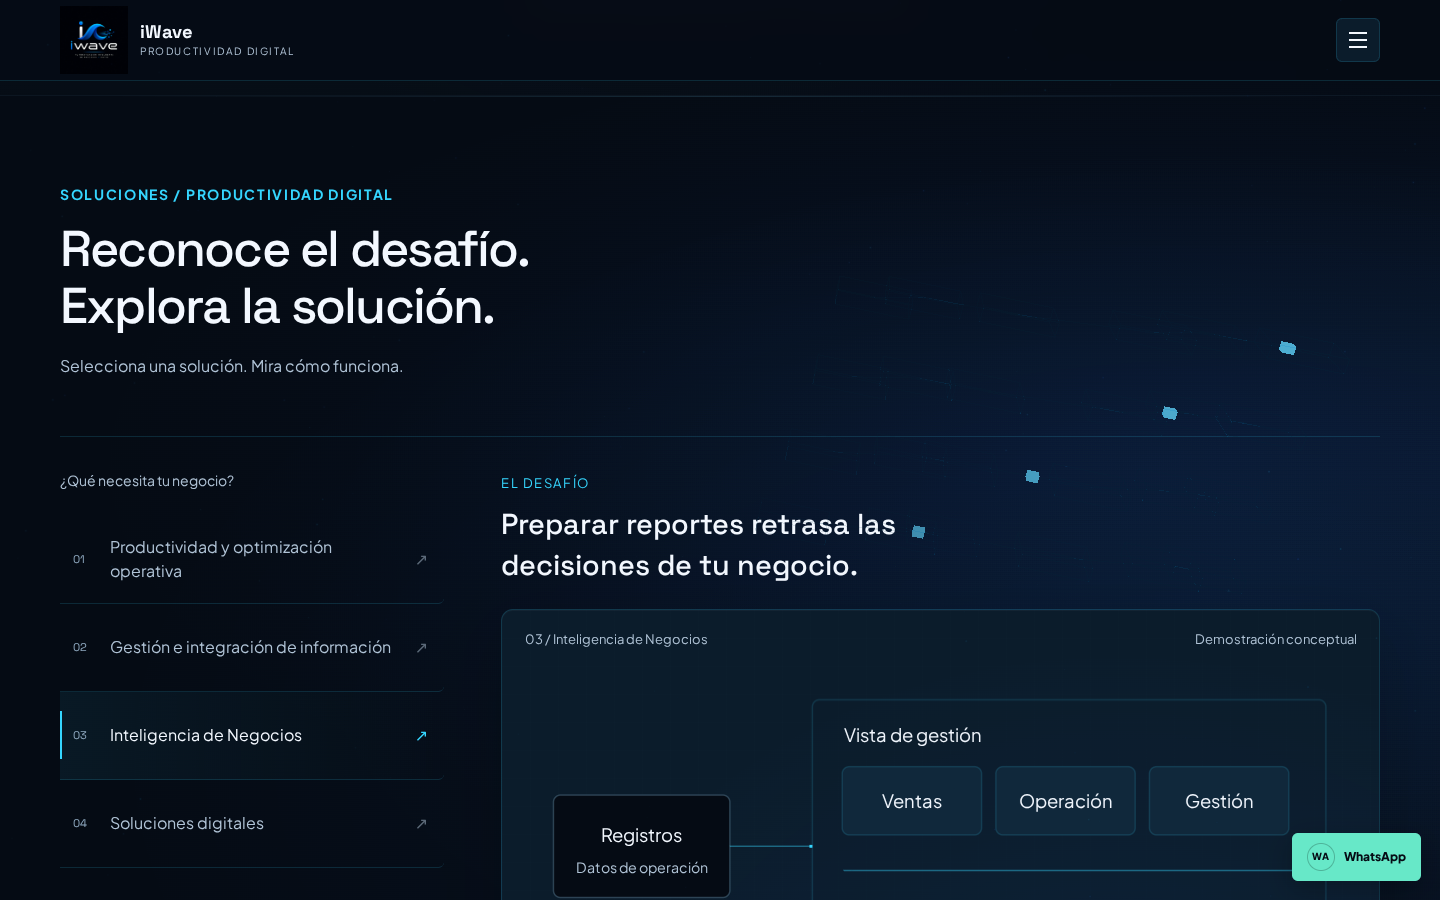 iwave
iWave
PRODUCTIVIDAD DIGITAL
SOLUCIONES / PRODUCTIVIDAD DIGITAL
Reconoce el desafío.
Explora la solución.
Selecciona una solución. Mira cómo funciona.
¿Qué necesita tu negocio?
01
Productividad y optimización
operativa
↗
02
Gestión e integración de información
↗
03
Inteligencia de Negocios
↗
04
Soluciones digitales
↗
EL DESAFÍO
Preparar reportes retrasa las
decisiones de tu negocio.
03 / Inteligencia de Negocios
Demostración conceptual
Vista de gestión
Ventas
Operación
Gestión
Registros
Datos de operación
WA
WhatsApp